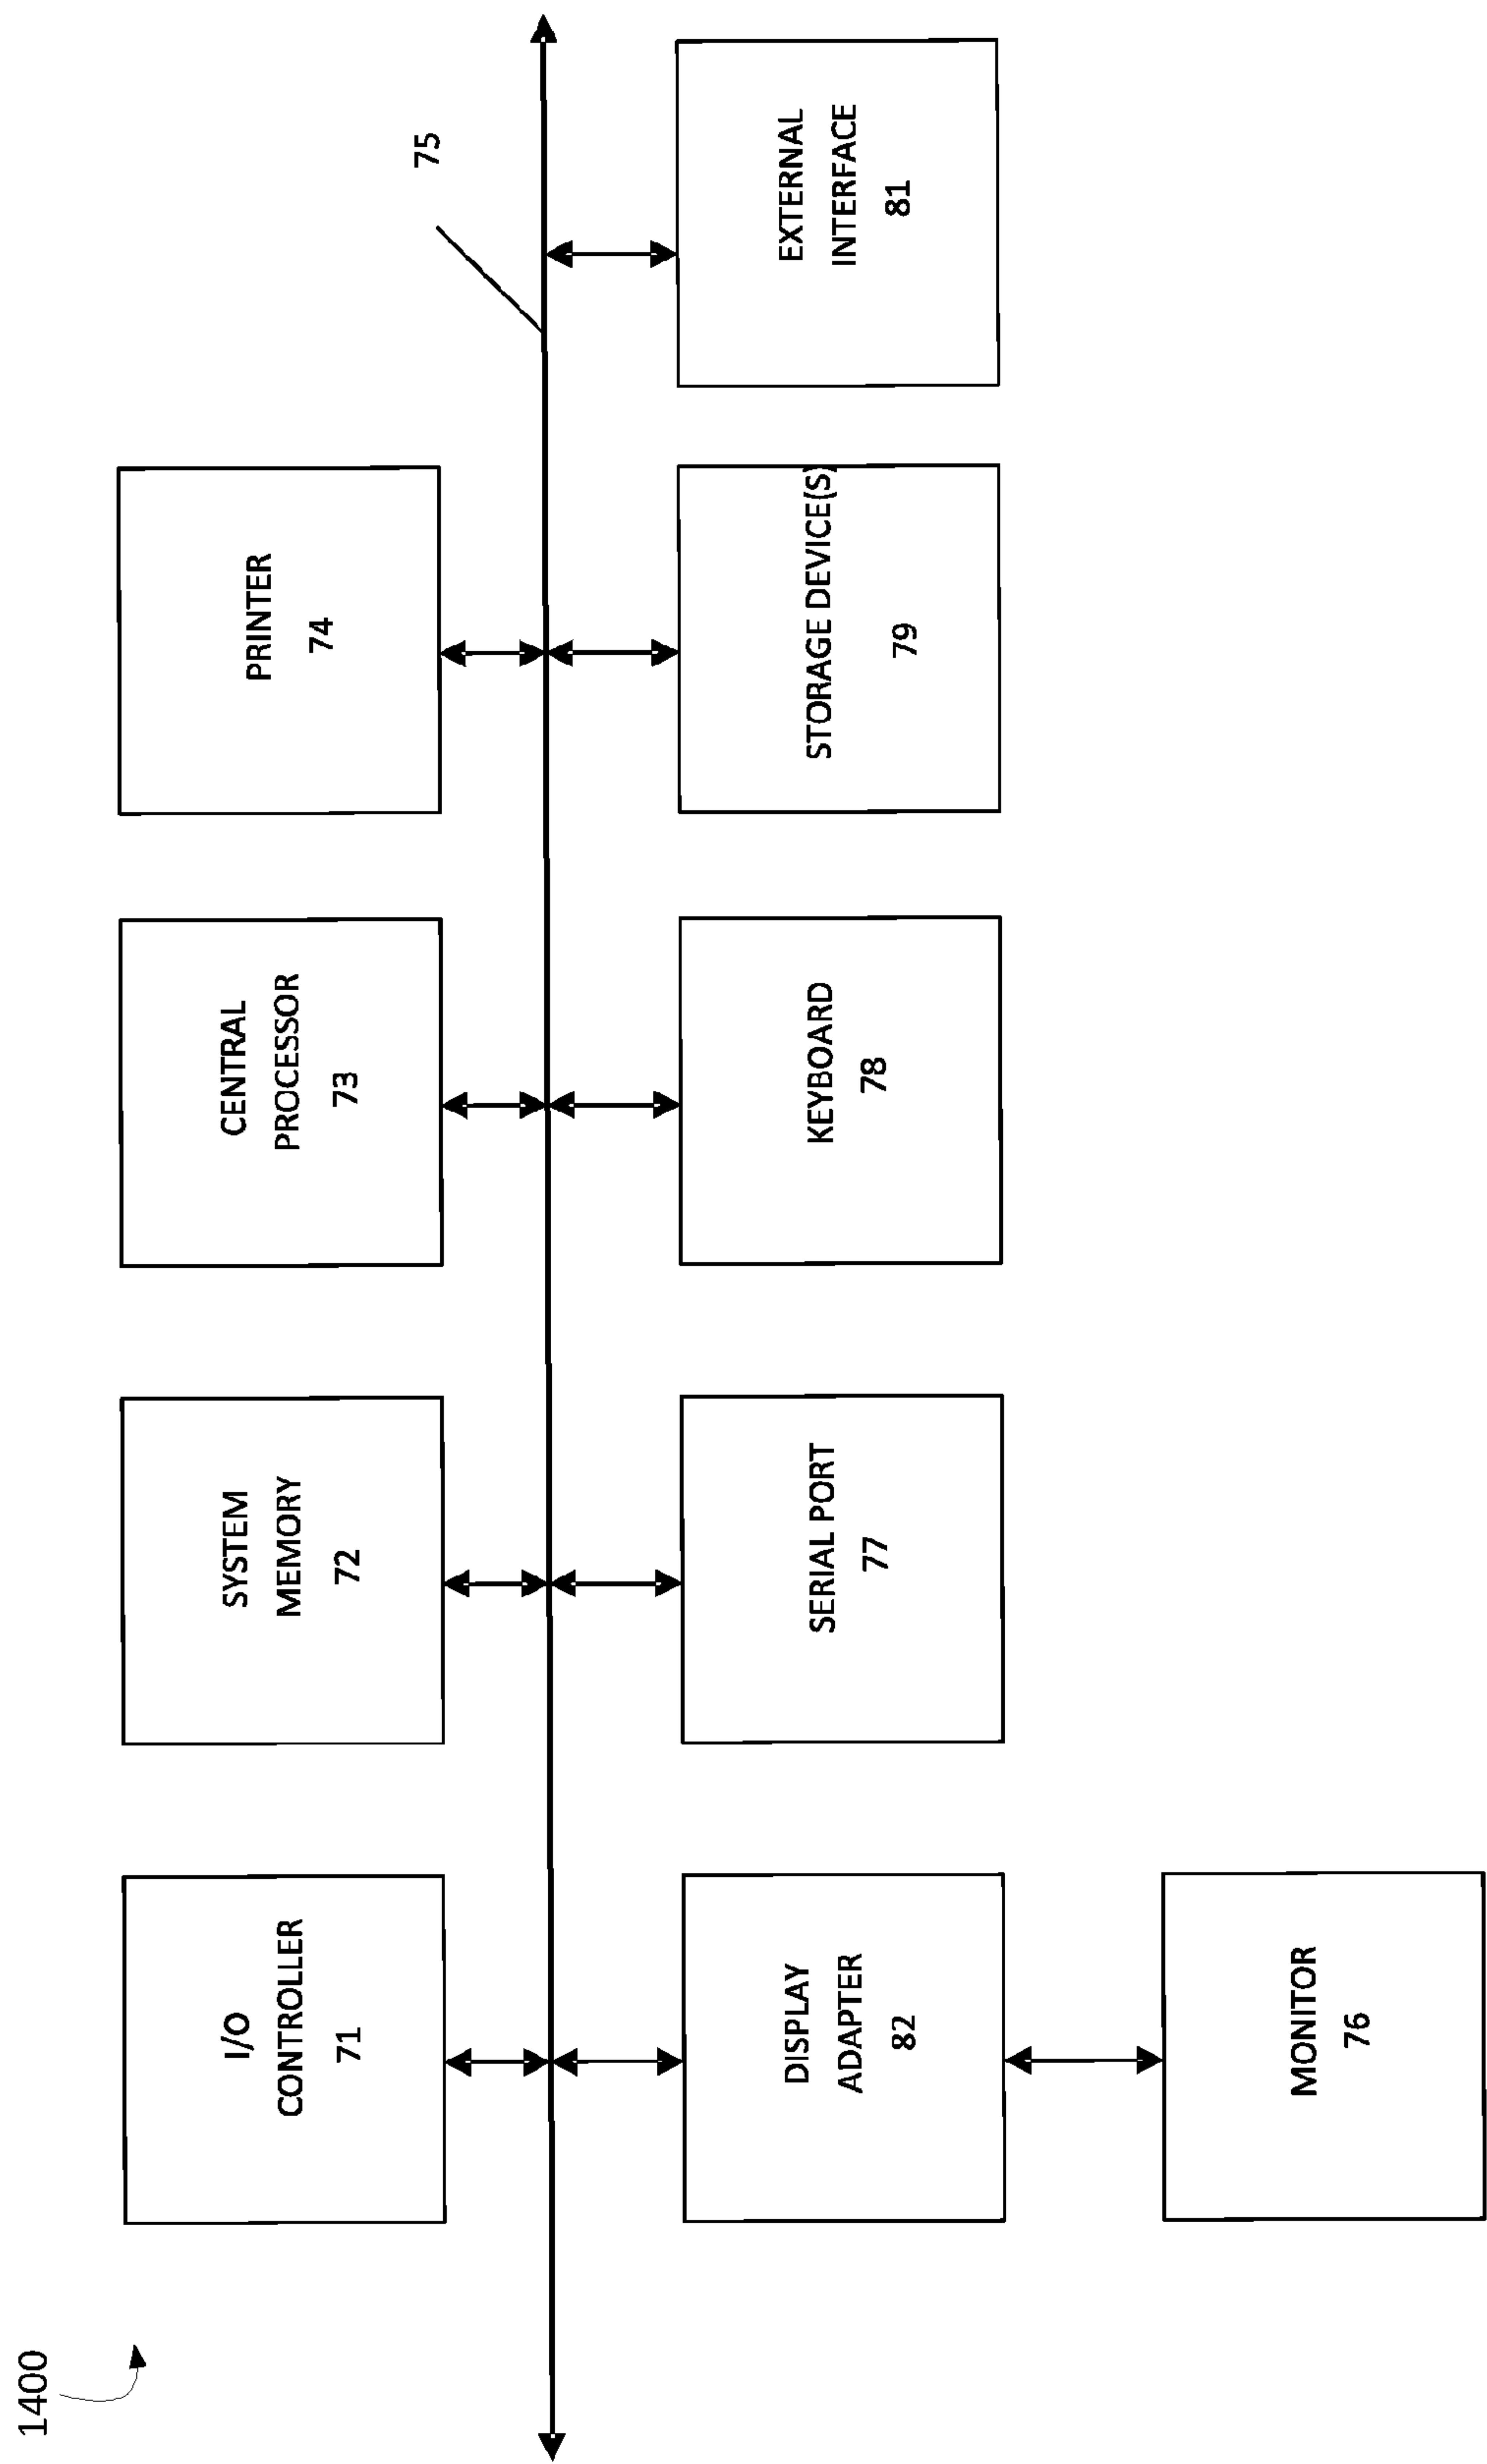 1400
I/O
CONTROLLER
71
SYSTEM
MEMORY
72
CENTRAL
PROCESSOR
73
PRINTER
74
75
DISPLAY
ADAPTER
82
SERIAL PORT
77
KEYBOARD
78
STORAGE DEVICE(S)
79
EXTERNAL
INTERFACE
81
MONITOR
76